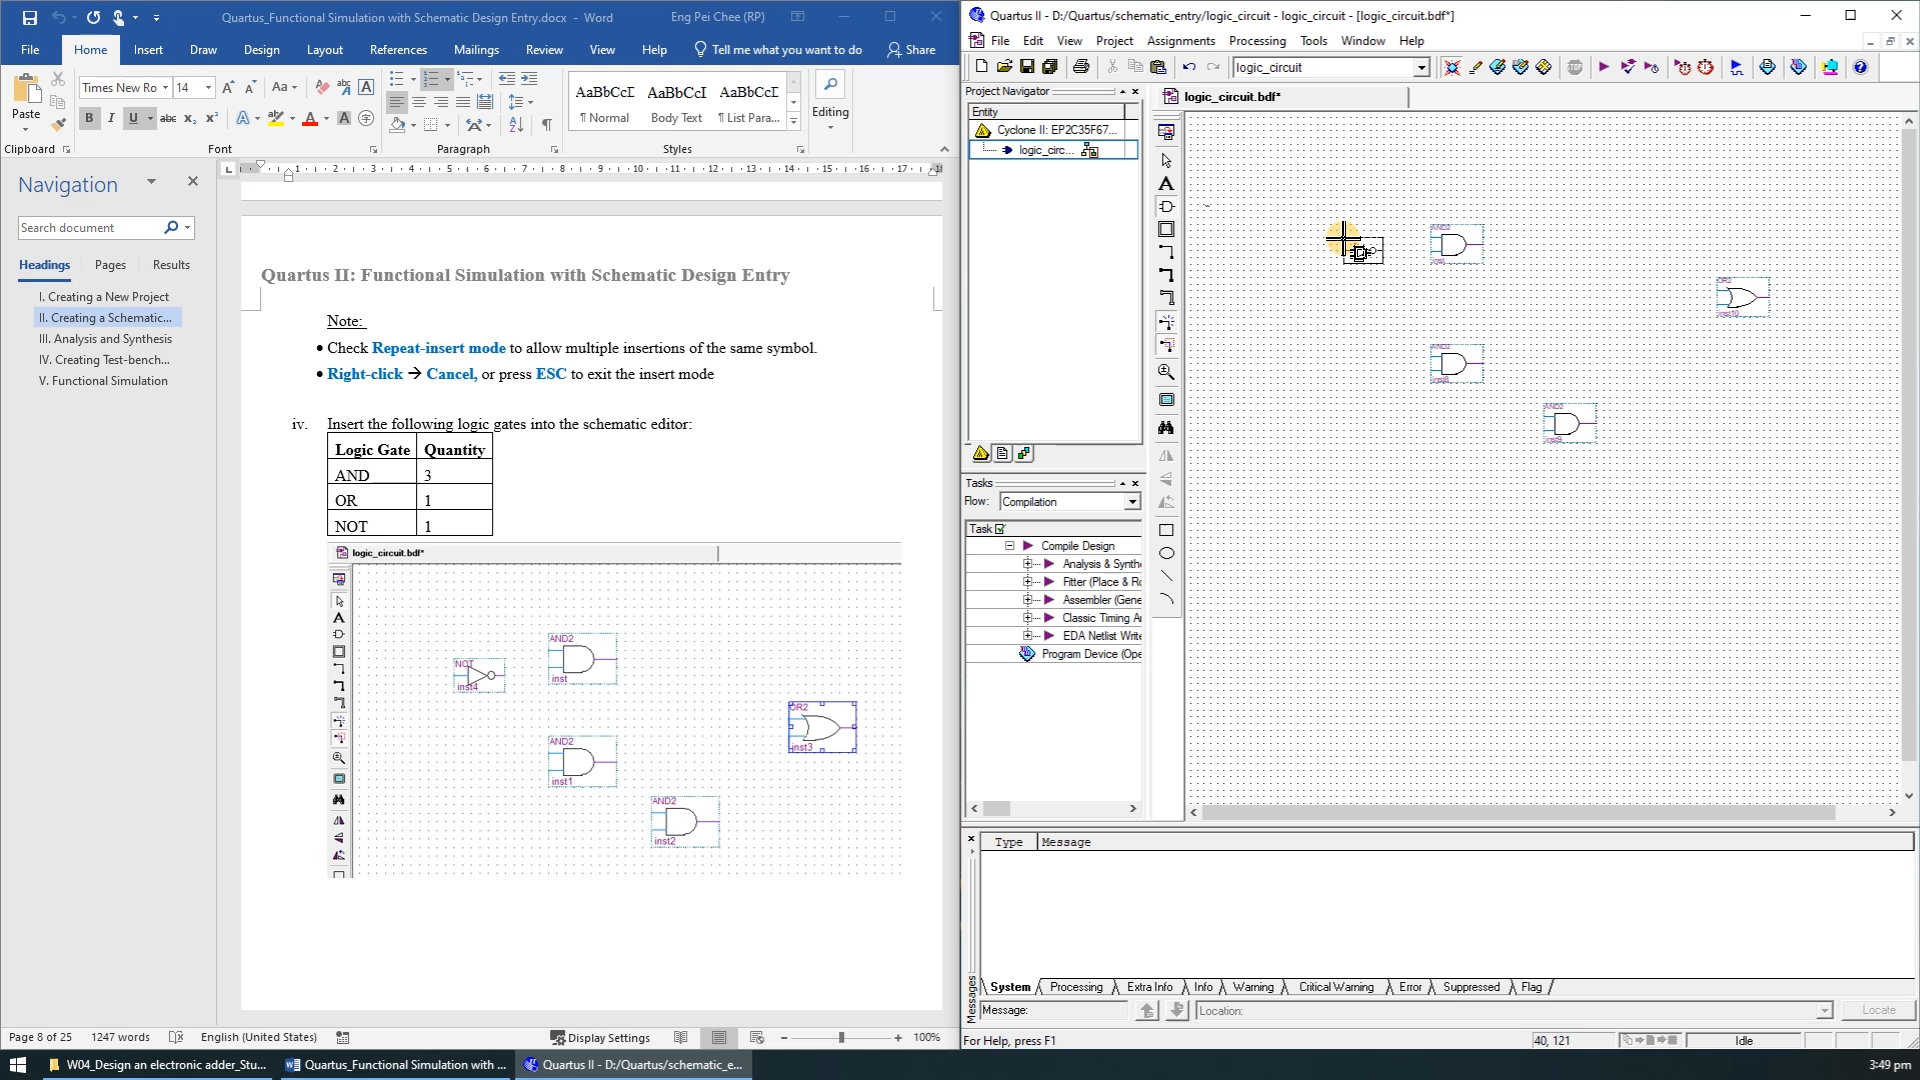 Quartus_Functional Simulation with Schematic Design Entry.docx - Word
Eng Pei Chee (RP)
File Home Insert Draw Design Layout References Mailings Review View Help Tell me what you want to do Share
Paste
Times New Ro 14
AaBbCcI AaBbCcI AaBbCcI
¶ Normal Body Text ¶ List Para...
Editing
Clipboard Font Paragraph Styles
Navigation
Search document
Headings Pages Results
I. Creating a New Project
II. Creating a Schematic...
III. Analysis and Synthesis
IV. Creating Test-bench...
V. Functional Simulation
Quartus II: Functional Simulation with Schematic Design Entry
Note:
• Check Repeat-insert mode to allow multiple insertions of the same symbol.
• Right-click → Cancel, or press ESC to exit the insert mode
iv. Insert the following logic gates into the schematic editor:
Logic Gate Quantity
AND 3
OR 1
NOT 1
logic_circuit.bdf*
AND2
inst
NOT
inst4
OR2
inst3
AND2
inst1
AND2
inst2
Page 8 of 25 1247 words English (United States) Display Settings 100%
Quartus II - D:/Quartus/schematic_entry/logic_circuit - logic_circuit - [logic_circuit.bdf*]
File Edit View Project Assignments Processing Tools Window Help
logic_circuit
Project Navigator
Entity
Cyclone II: EP2C35F67...
logic_circ...
Tasks
Flow: Compilation
Task
Compile Design
Analysis & Synthe
Fitter (Place & Ro
Assembler (Gene
Classic Timing A
EDA Netlist Write
Program Device (Ope
logic_circuit.bdf*
AND2
inst
OR2
inst10
AND2
inst8
AND2
inst9
Type Message
System Processing Extra Info Info Warning Critical Warning Error Suppressed Flag
Messages
Message: Location: Locate
For Help, press F1 40, 121 Idle
W04_Design an electronic adder_Stu... Quartus_Functional Simulation with ... Quartus II - D:/Quartus/schematic_e... 3:49 pm